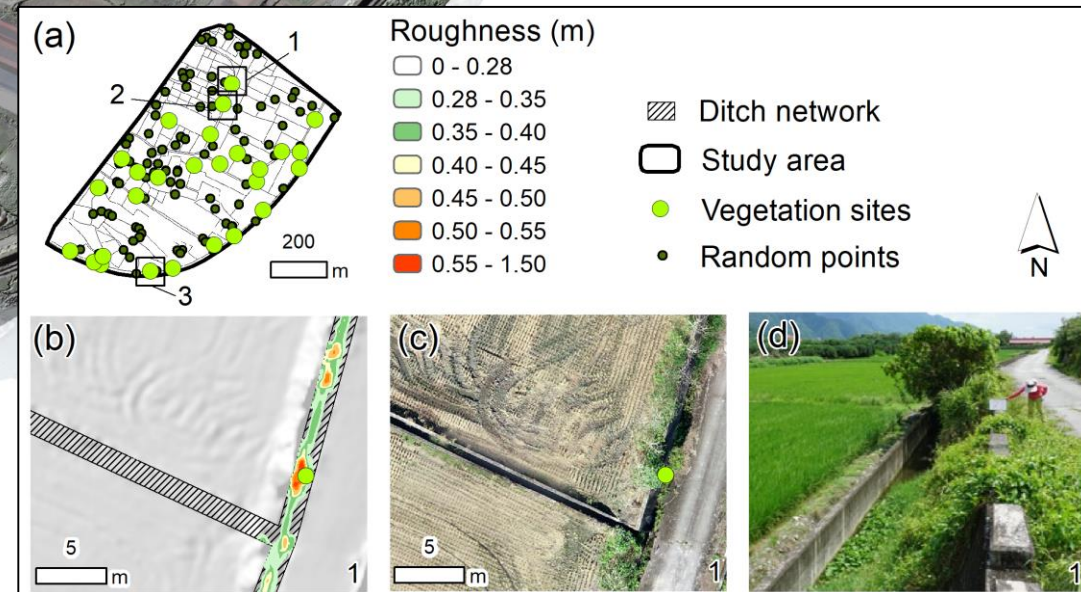 (a)
1
2
3
200
m
Roughness (m)
0 - 0.28
0.28 - 0.35
0.35 - 0.40
0.40 - 0.45
0.45 - 0.50
0.50 - 0.55
0.55 - 1.50
Ditch network
Study area
Vegetation sites
Random points
N
(b)
5
m
1
(c)
5
m
1
(d)
1